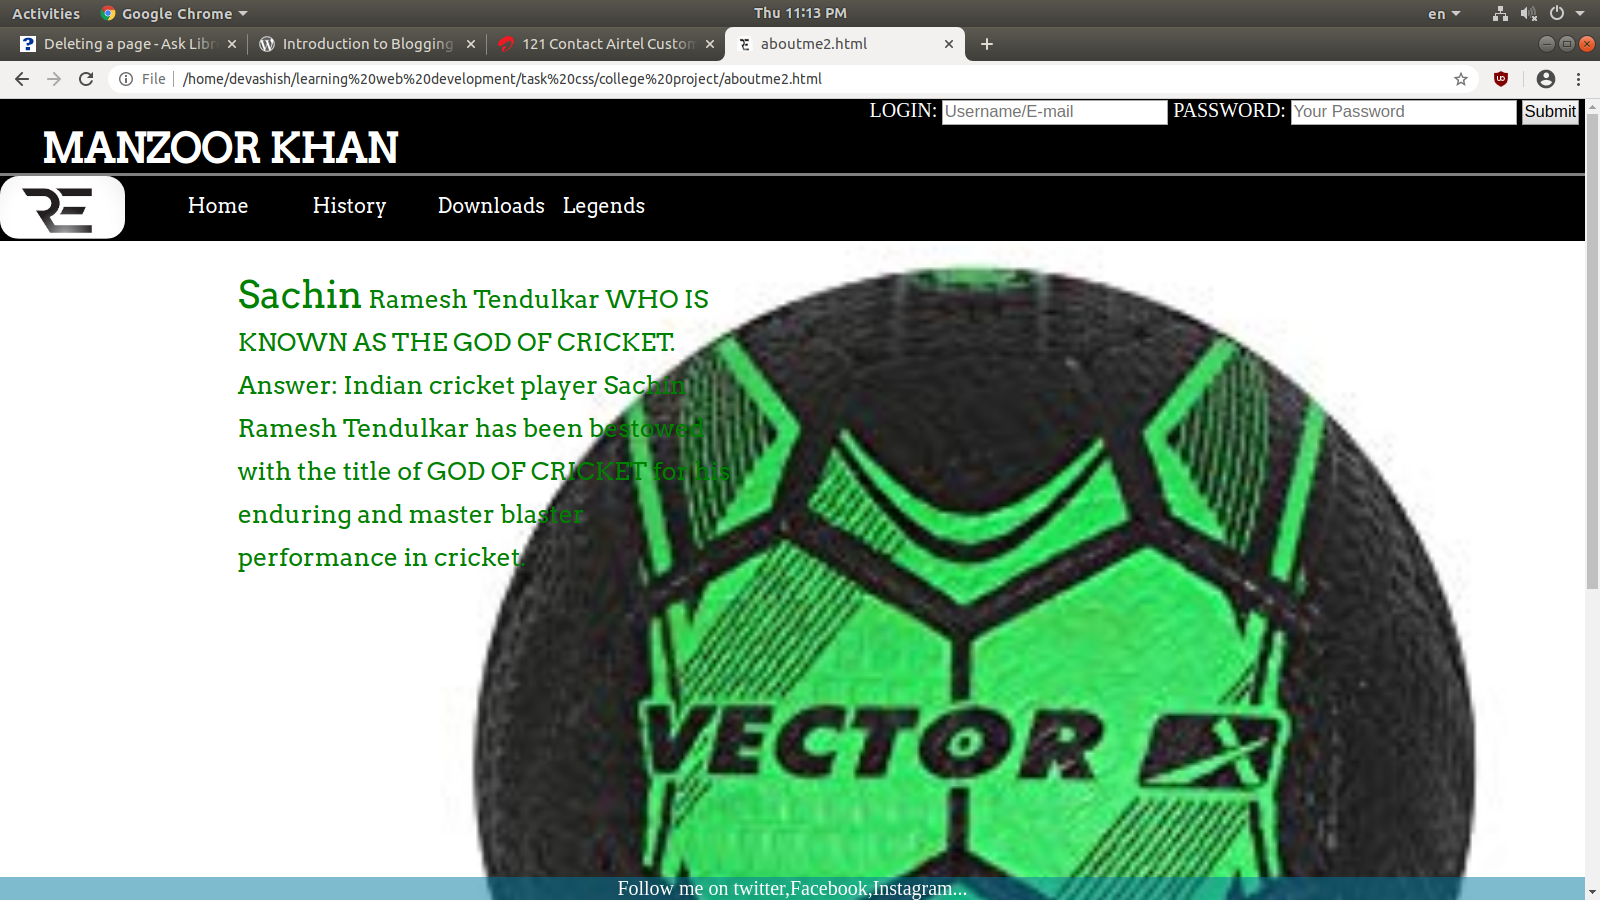 Activities Google Chrome Thu 11:13 PM en
Deleting a page - Ask Libr Introduction to Blogging 121 Contact Airtel Custom aboutme2.html
File /home/devashish/learning%20web%20development/task%20css/college%20project/aboutme2.html
LOGIN: Username/E-mail PASSWORD: Your Password Submit
MANZOOR KHAN
RE Home History Downloads Legends
Sachin Ramesh Tendulkar WHO IS
KNOWN AS THE GOD OF CRICKET.
Answer: Indian cricket player Sachin
Ramesh Tendulkar has been bestowed
with the title of GOD OF CRICKET for his
enduring and master blaster
performance in cricket.
VECTOR X
Follow me on twitter,Facebook,Instagram...